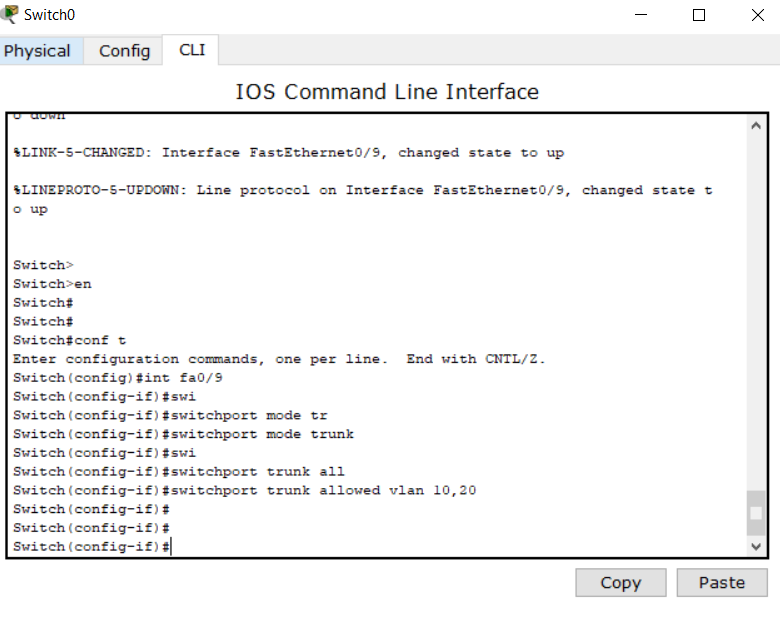 Switch0
Physical Config CLI
IOS Command Line Interface
o down
%LINK-5-CHANGED: Interface FastEthernet0/9, changed state to up
%LINEPROTO-5-UPDOWN: Line protocol on Interface FastEthernet0/9, changed state t
o up
Switch>
Switch>en
Switch#
Switch#
Switch#conf t
Enter configuration commands, one per line.  End with CNTL/Z.
Switch(config)#int fa0/9
Switch(config-if)#swi
Switch(config-if)#switchport mode tr
Switch(config-if)#switchport mode trunk
Switch(config-if)#swi
Switch(config-if)#switchport trunk all
Switch(config-if)#switchport trunk allowed vlan 10,20
Switch(config-if)#
Switch(config-if)#
Switch(config-if)#
Copy Paste